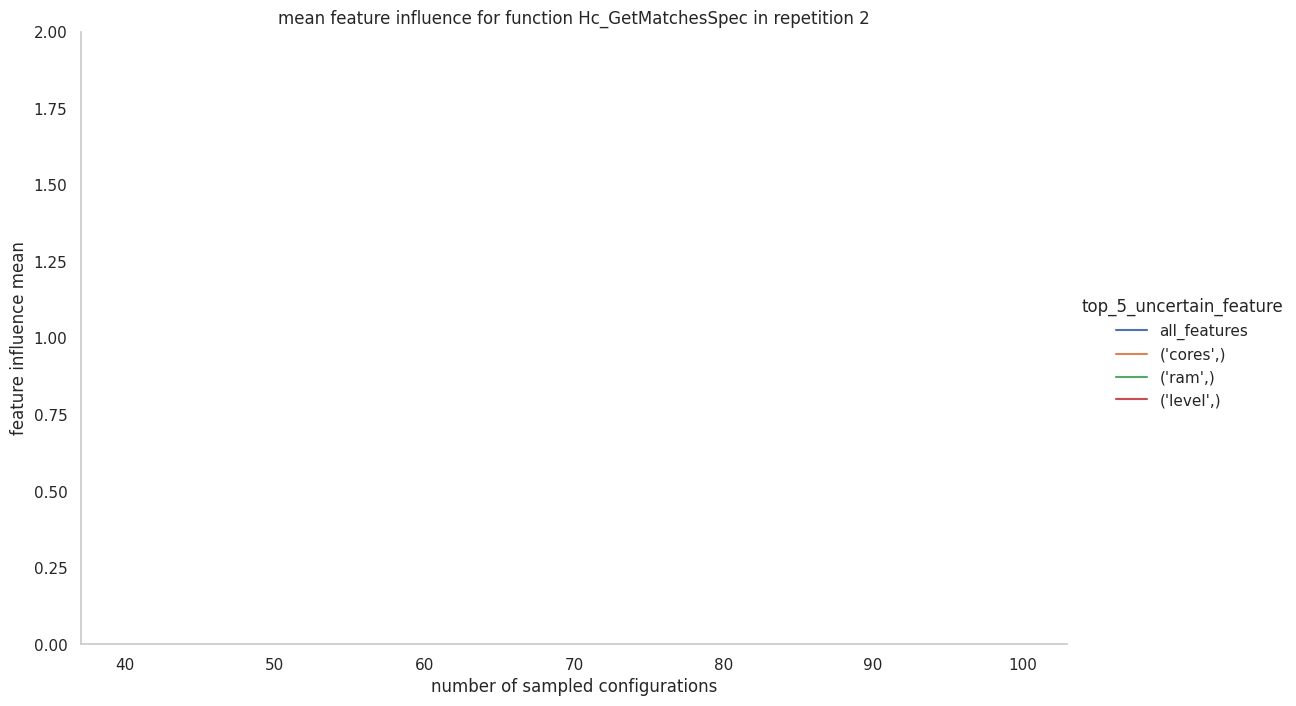 mean feature influence for function Hc_GetMatchesSpec in repetition 2
2.00
1.75
1.50
1.25
1.00
0.75
0.50
0.25
0.00
feature influence mean
40 50 60 70 80 90 100
number of sampled configurations
top_5_uncertain_feature
all_features
('cores',)
('ram',)
('level',)